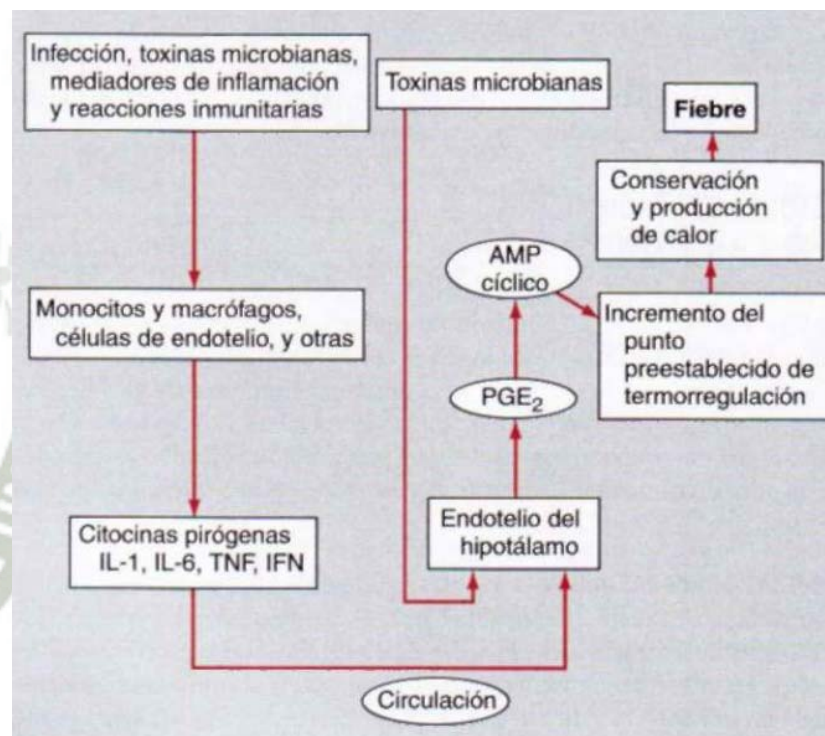 Infección, toxinas microbianas,
mediadores de inflamación
y reacciones inmunitarias
Toxinas microbianas
Fiebre
Conservación
y producción
de calor
AMP
cíclico
Monocitos y macrófagos,
células de endotelio, y otras
Incremento del
punto
preestablecido de
termorregulación
PGE₂
Citocinas pirógenas
IL-1, IL-6, TNF, IFN
Endotelio del
hipotálamo
Circulación